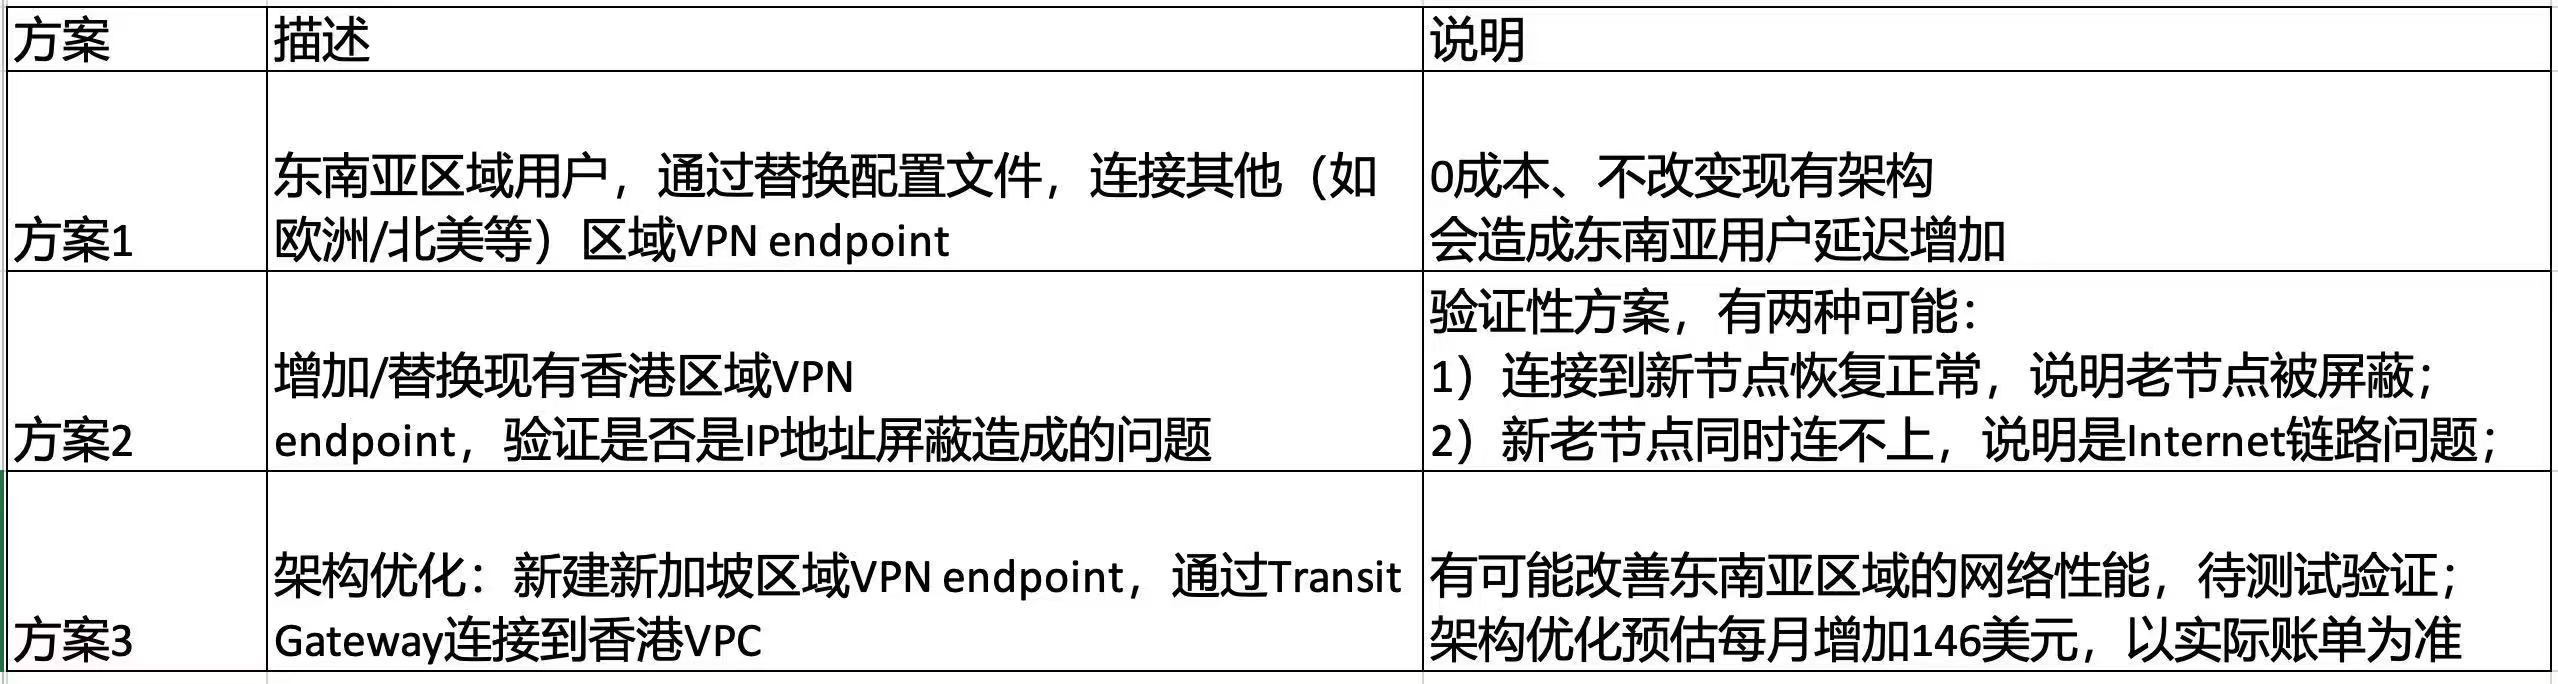 方案 描述 说明
东南亚区域用户，通过替换配置文件，连接其他（如 0成本、不改变现有架构
方案1 欧洲/北美等）区域VPN endpoint 会造成东南亚用户延迟增加
验证性方案，有两种可能：
增加/替换现有香港区域VPN 1）连接到新节点恢复正常，说明老节点被屏蔽；
方案2 endpoint，验证是否是IP地址屏蔽造成的问题 2）新老节点同时连不上，说明是Internet链路问题；
架构优化：新建新加坡区域VPN endpoint，通过Transit 有可能改善东南亚区域的网络性能，待测试验证；
方案3 Gateway连接到香港VPC 架构优化预估每月增加146美元，以实际账单为准